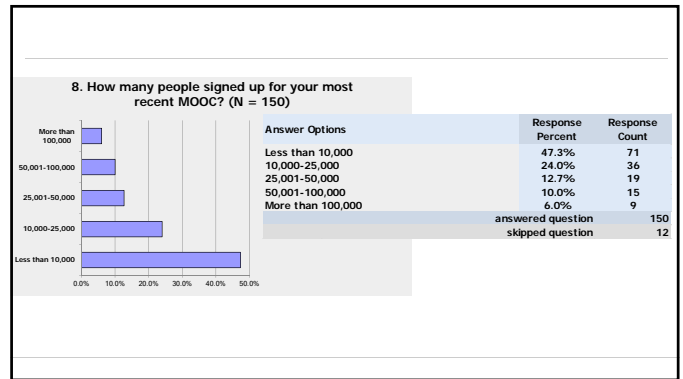 8. How many people signed up for your most
recent MOOC? (N = 150)
More than
100,000
50,001-100,000
25,001-50,000
10,000-25,000
Less than 10,000
0.0% 10.0% 20.0% 30.0% 40.0% 50.0%
Answer Options Response Percent Response Count
Less than 10,000 47.3% 71
10,000-25,000 24.0% 36
25,001-50,000 12.7% 19
50,001-100,000 10.0% 15
More than 100,000 6.0% 9
answered question 150
skipped question 12